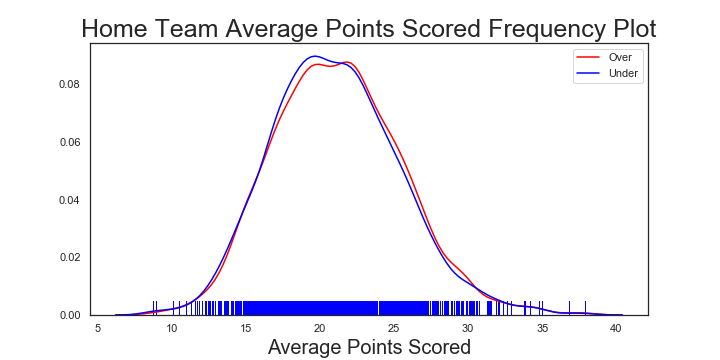 Home Team Average Points Scored Frequency Plot
Over
Under
0.08
0.06
0.04
0.02
0.00
5 10 15 20 25 30 35 40
Average Points Scored